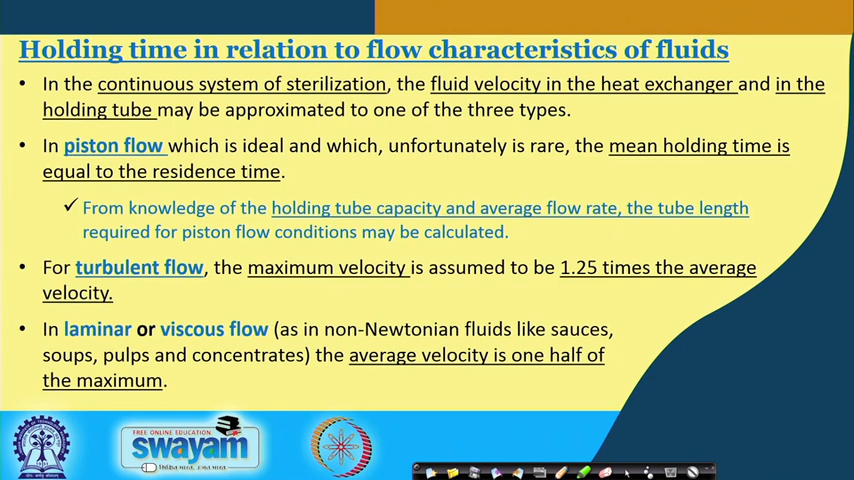 Holding time in relation to flow characteristics of fluids
• In the continuous system of sterilization, the fluid velocity in the heat exchanger and in the
holding tube may be approximated to one of the three types.
• In piston flow which is ideal and which, unfortunately is rare, the mean holding time is
equal to the residence time.
✓ From knowledge of the holding tube capacity and average flow rate, the tube length
required for piston flow conditions may be calculated.
• For turbulent flow, the maximum velocity is assumed to be 1.25 times the average
velocity.
• In laminar or viscous flow (as in non-Newtonian fluids like sauces,
soups, pulps and concentrates) the average velocity is one half of
the maximum.
FREE ONLINE EDUCATION
swayam